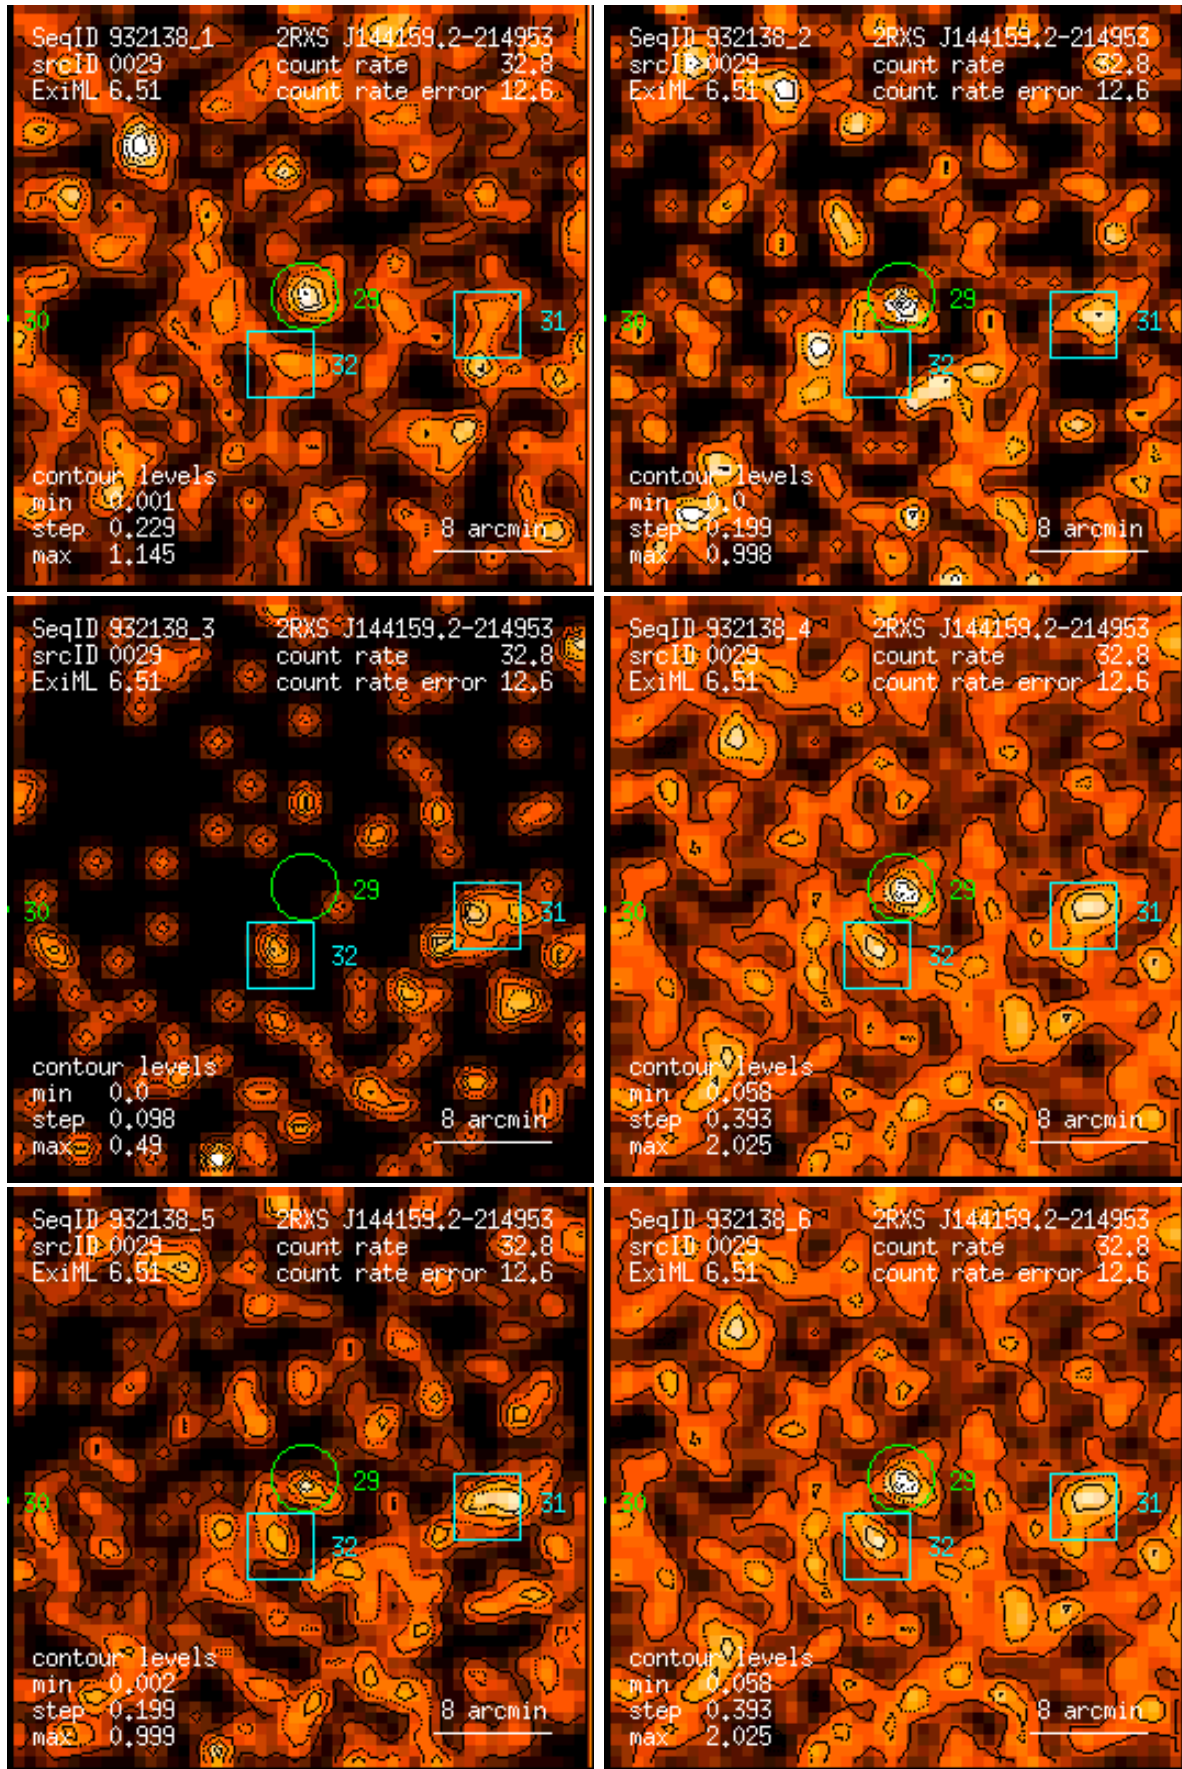 SeqID 932138_1 2RXS J144159.2-214953
srcID 0029 count rate 32.8
ExiML 6.51 count rate error 12.6
29
30
31
32
contour levels
min 0.001
step 0.229 8 arcmin
max 1.145
SeqID 932138_2 2RXS J144159.2-214953
srcID 0029 count rate 32.8
ExiML 6.51 count rate error 12.6
29
30
31
32
contour levels
min 0.0
step 0.199 8 arcmin
max 0.998
SeqID 932138_3 2RXS J144159.2-214953
srcID 0029 count rate 32.8
ExiML 6.51 count rate error 12.6
29
30
31
32
contour levels
min 0.0
step 0.098 8 arcmin
max 0.49
SeqID 932138_4 2RXS J144159.2-214953
srcID 0029 count rate 32.8
ExiML 6.51 count rate error 12.6
29
30
31
32
contour levels
min 0.058
step 0.393 8 arcmin
max 2.025
SeqID 932138_5 2RXS J144159.2-214953
srcID 0029 count rate 32.8
ExiML 6.51 count rate error 12.6
29
30
31
32
contour levels
min 0.002
step 0.199 8 arcmin
max 0.999
SeqID 932138_6 2RXS J144159.2-214953
srcID 0029 count rate 32.8
ExiML 6.51 count rate error 12.6
29
30
31
32
contour levels
min 0.058
step 0.393 8 arcmin
max 2.025